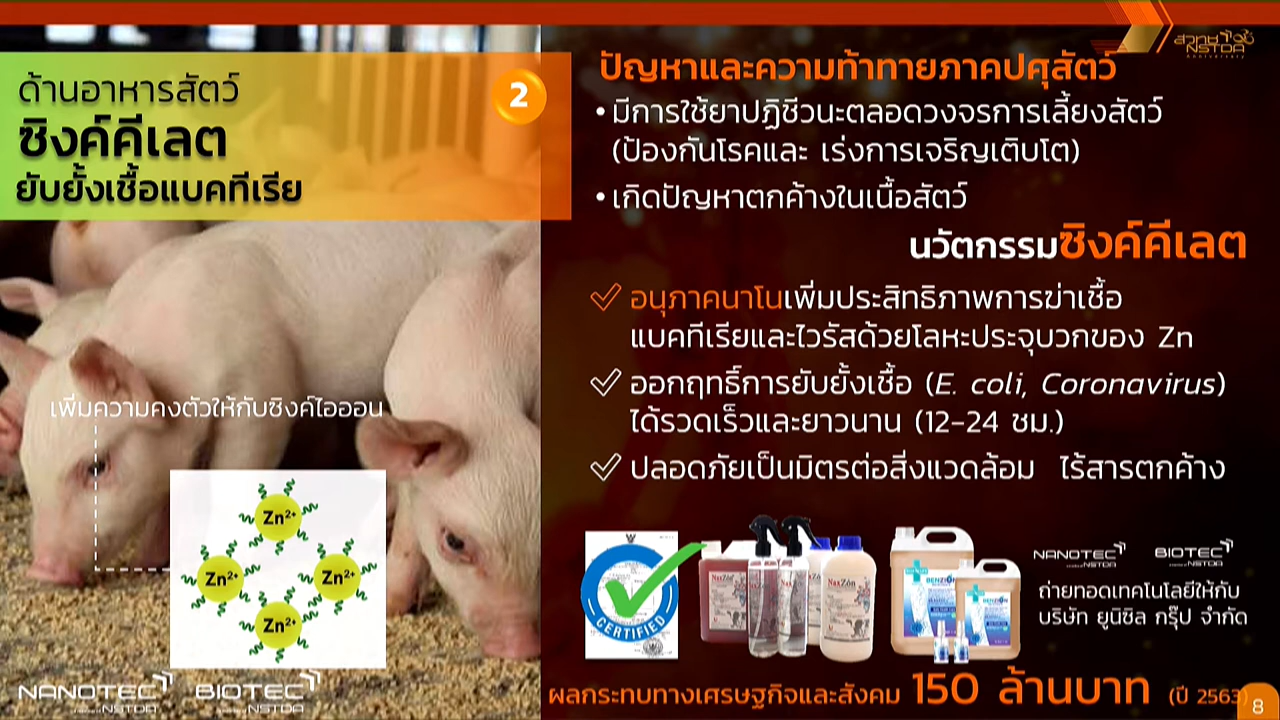 สวทช
NSTDA
Anniversary
ด้านอาหารสัตว์
2
ซิงค์คีเลต
ยับยั้งเชื้อแบคทีเรีย
เพิ่มความคงตัวให้กับซิงค์ไอออน
Zn2+
Zn2+
Zn2+
Zn2+
NANOTEC
NSTDA
BIOTEC
NSTDA
ปัญหาและความท้าทายภาคปศุสัตว์
• มีการใช้ยาปฏิชีวนะตลอดวงจรการเลี้ยงสัตว์
(ป้องกันโรคและ เร่งการเจริญเติบโต)
• เกิดปัญหาตกค้างในเนื้อสัตว์
นวัตกรรมซิงค์คีเลต
อนุภาคนาโนเพิ่มประสิทธิภาพการฆ่าเชื้อ
แบคทีเรียและไวรัสด้วยโลหะประจุบวกของ Zn
ออกฤทธิ์การยับยั้งเชื้อ (E. coli, Coronavirus)
ได้รวดเร็วและยาวนาน (12-24 ชม.)
ปลอดภัยเป็นมิตรต่อสิ่งแวดล้อม ไร้สารตกค้าง
CERTIFIED
NaxZon
NaxZon
BENZION
BENZION
NANOTEC
NSTDA
BIOTEC
NSTDA
ถ่ายทอดเทคโนโลยีให้กับ
บริษัท ยูนิซิล กรุ๊ป จำกัด
ผลกระทบทางเศรษฐกิจและสังคม 150 ล้านบาท (ปี 2563)
8